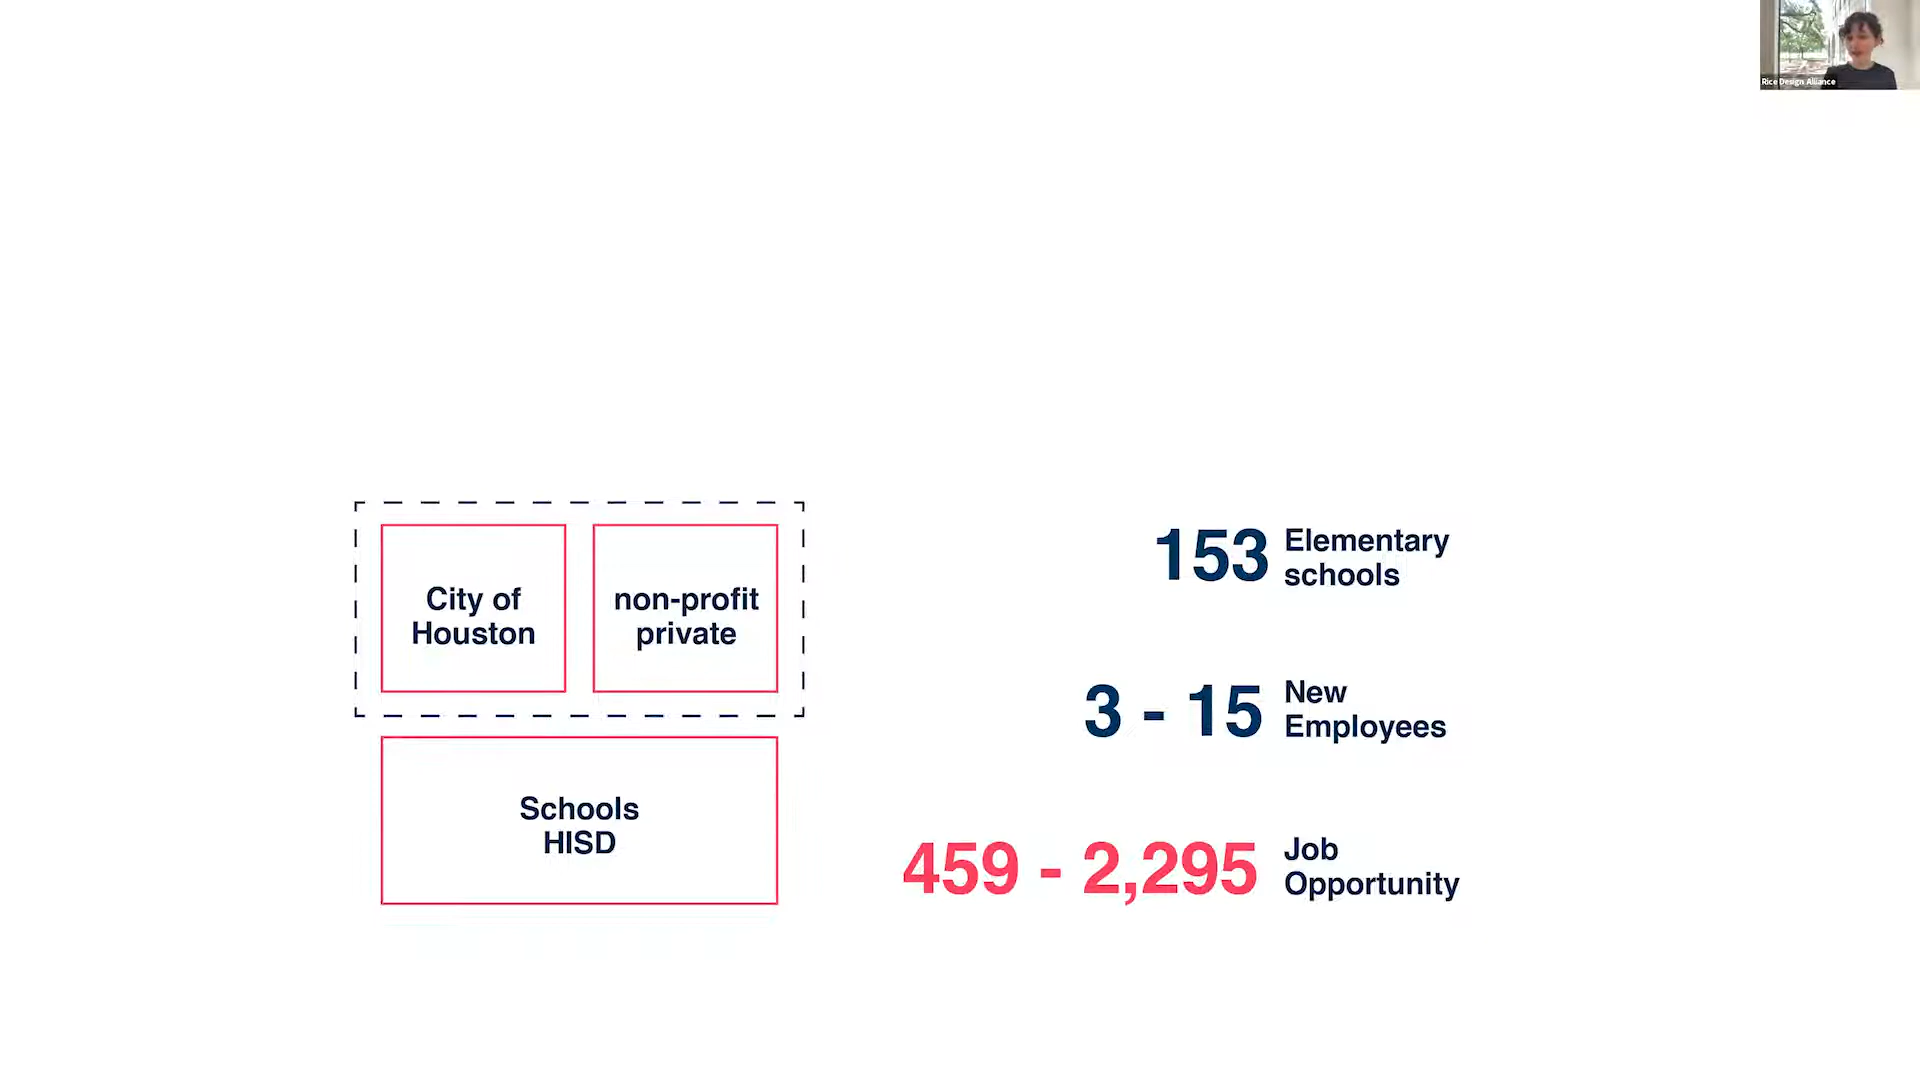 Rice Design Alliance
City of
Houston
non-profit
private
Schools
HISD
153 Elementary
schools
3 - 15 New
Employees
459 - 2,295 Job
Opportunity